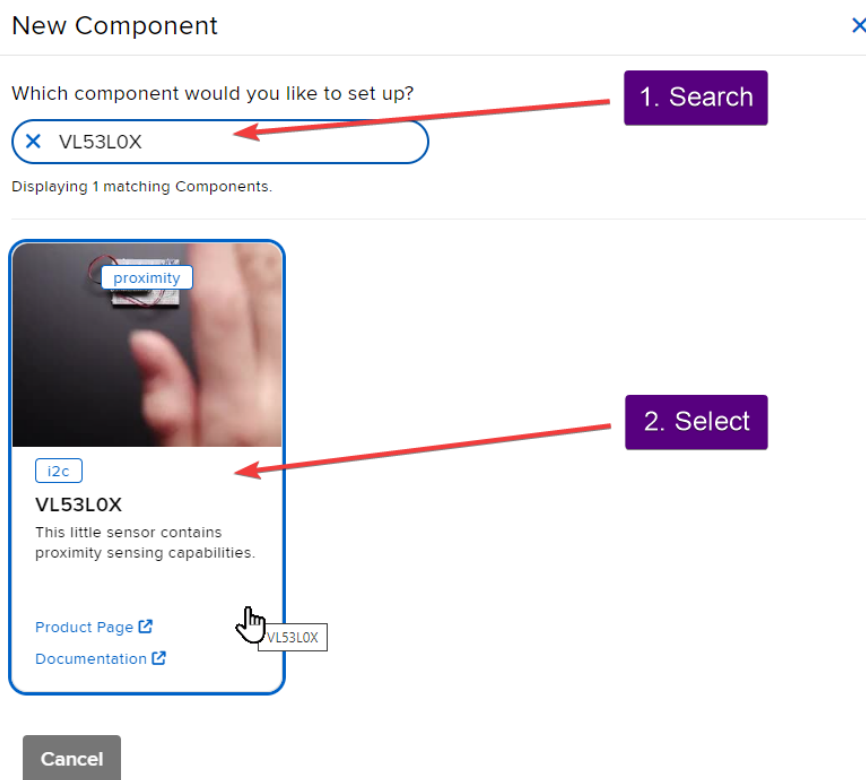 New Component
Which component would you like to set up?
1. Search
VL53L0X
Displaying 1 matching Components.
proximity
2. Select
i2c
VL53L0X
This little sensor contains
proximity sensing capabilities.
Product Page
VL53L0X
Documentation
Cancel